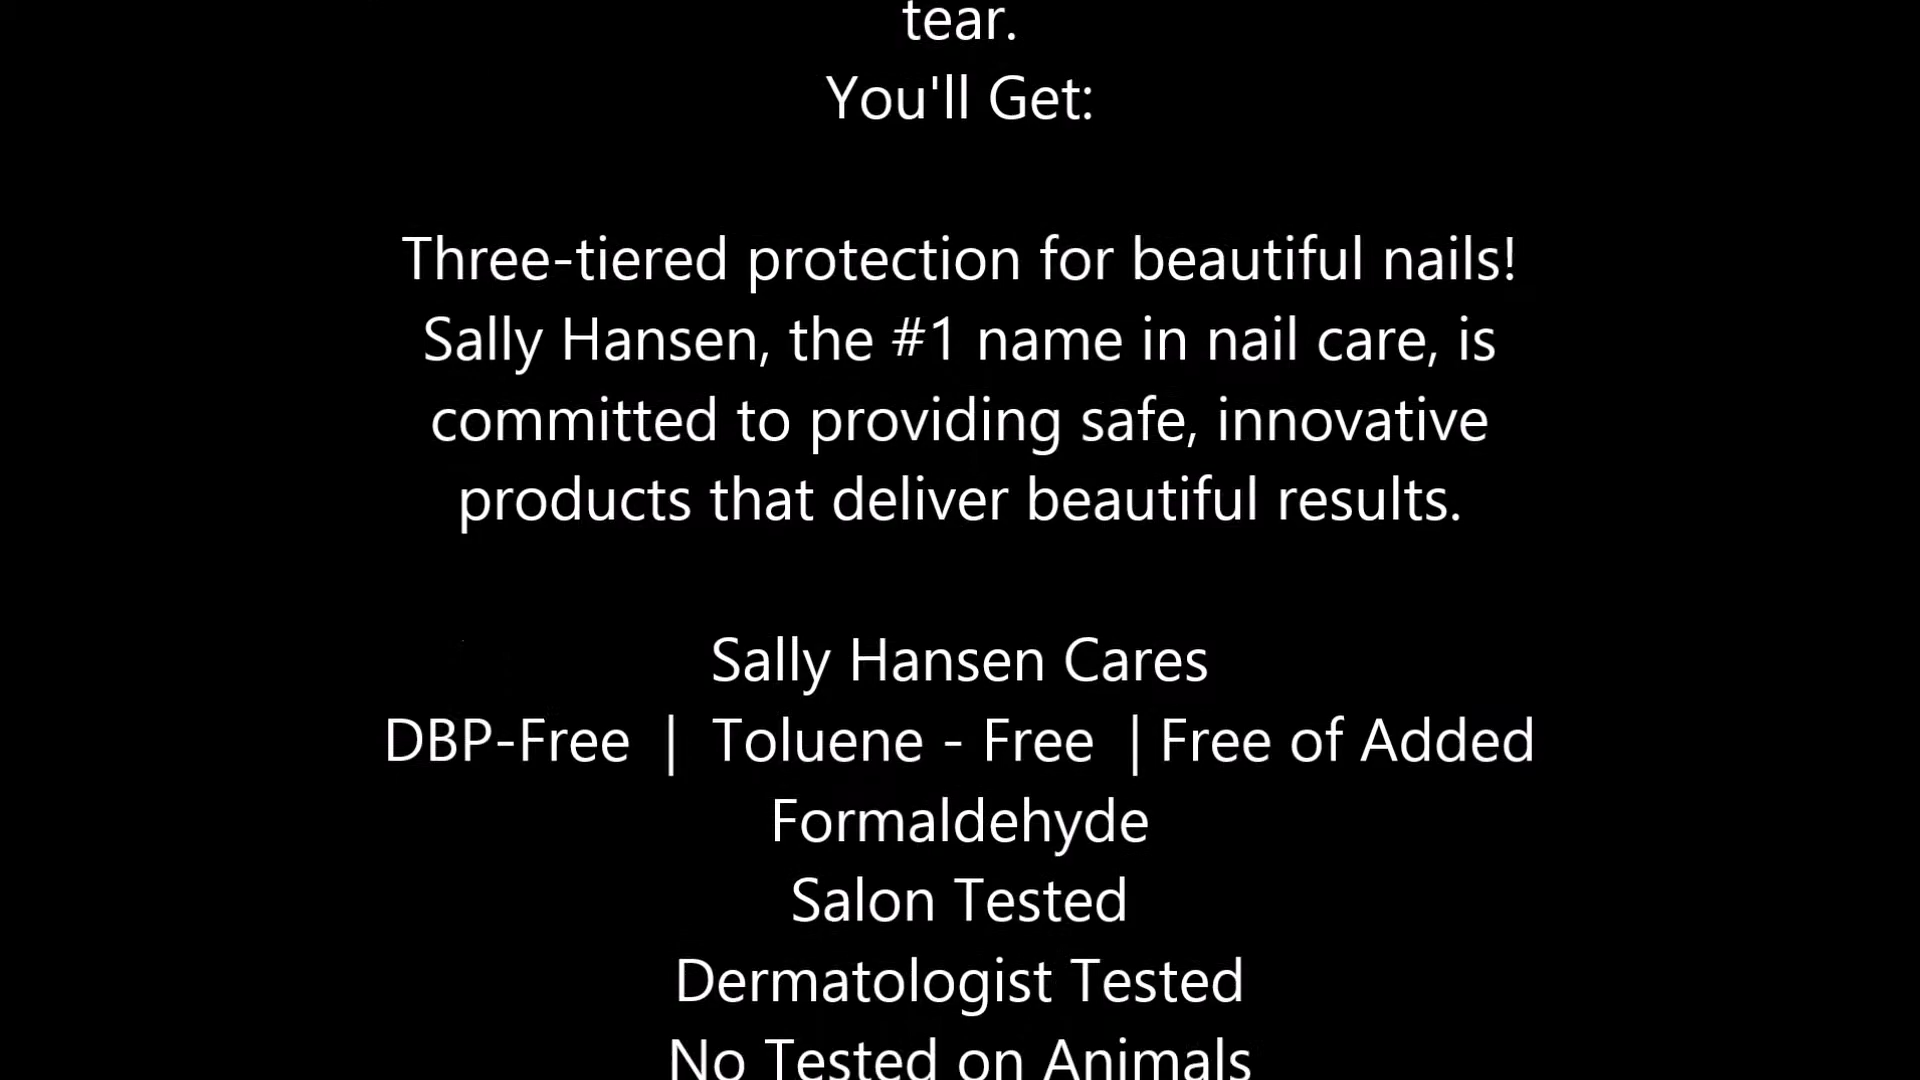 tear.
You'll Get:
Three-tiered protection for beautiful nails!
Sally Hansen, the #1 name in nail care, is
committed to providing safe, innovative
products that deliver beautiful results.
Sally Hansen Cares
DBP-Free | Toluene - Free | Free of Added
Formaldehyde
Salon Tested
Dermatologist Tested
No Tested on Animals